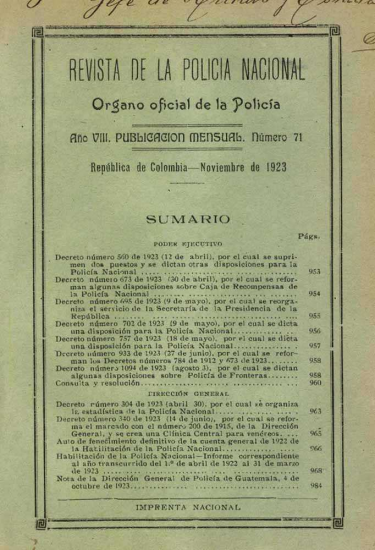 Jefe de
REVISTA DE LA POLICIA NACIONAL
Organo oficial de la Policía
Año VIII. PUBLICACION MENSUAL. Número 71
República de Colombia—Noviembre de 1923
SUMARIO
Págs.
PODER EJECUTIVO
Decreto número 560 de 1923 (12 de abril), por el cual se supri-
men dos puestos y se dictan otras disposiciones para la
Policía Nacional ... 953
Decreto número 673 de 1923 (30 de abril), por el cual se refor-
man algunas disposiciones sobre Caja de Recompensas de
la Policía Nacional ... 954
Decreto número 695 de 1923 (9 de mayo), por el cual se reorga-
niza el servicio de la Secretaría de la Presidencia de la
República ... 955
Decreto número 702 de 1923 (9 de mayo), por el cual se dicta
una disposición para la Policía Nacional ... 956
Decreto número 757 de 1923 (18 de mayo), por el cual se dicta
una disposición para la Policía Nacional ... 957
Decreto número 933 de 1923 (27 de junio), por el cual se refor-
man los Decretos números 784 de 1912 y 673 de 1923 ... 958
Decreto número 1094 de 1923 (agosto 3), por el cual se dictan
algunas disposiciones sobre Policía de Fronteras ... 958
Consulta y resolución ... 960
DIRECCIÓN GENERAL
Decreto número 304 de 1923 (abril 30), por el cual se organiza
la estadística de la Policía Nacional ... 963
Decreto número 340 de 1923 (14 de junio), por el cual se refor-
ma el marcado con el número 200 de 1915, de la Dirección
General, y se crea una Clínica Central para venéreos ... 965
Auto de fenecimiento definitivo de la cuenta general de 1922 de
la Habilitación de la Policía Nacional ... 966
Habilitación de la Policía Nacional—Informe correspondiente
al año transcurrido del 1.º de abril de 1922 al 31 de marzo
de 1923 ... 968
Nota de la Dirección General de Policía de Guatemala, 4 de
octubre de 1923 ... 984
IMPRENTA NACIONAL